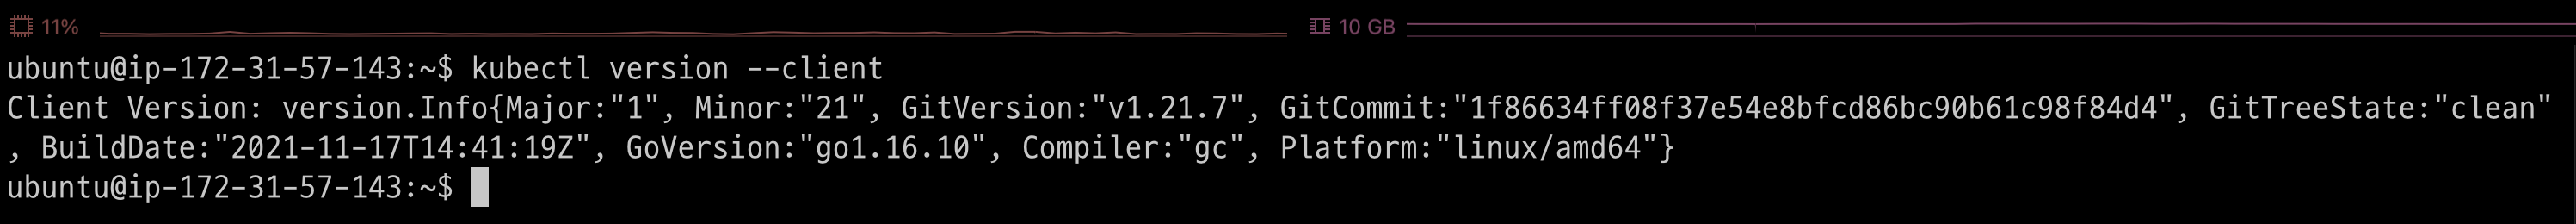 11% 10 GB
ubuntu@ip-172-31-57-143:~$ kubectl version --client
Client Version: version.Info{Major:"1", Minor:"21", GitVersion:"v1.21.7", GitCommit:"1f86634ff08f37e54e8bfcd86bc90b61c98f84d4", GitTreeState:"clean"
, BuildDate:"2021-11-17T14:41:19Z", GoVersion:"go1.16.10", Compiler:"gc", Platform:"linux/amd64"}
ubuntu@ip-172-31-57-143:~$